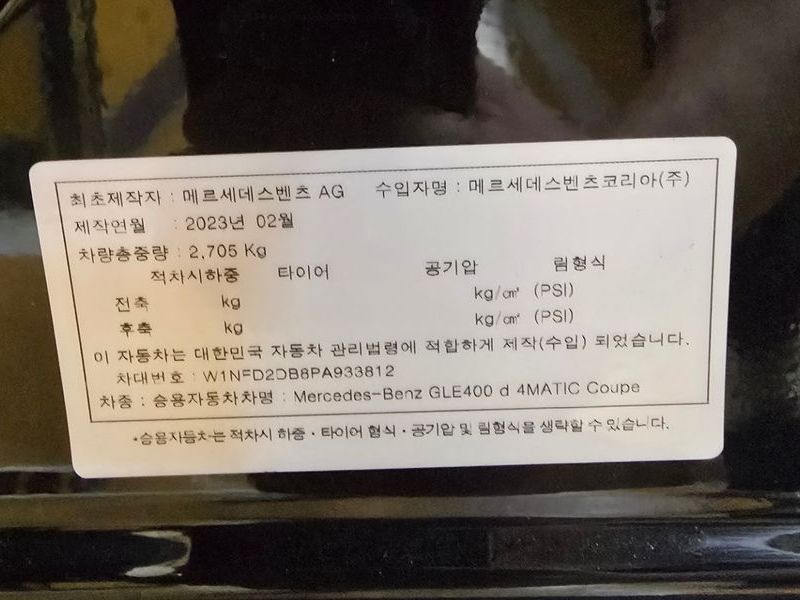 최초제작자 : 메르세데스벤츠 AG 수입자명 : 메르세데스벤츠코리아(주)
제작연월 : 2023년 02월
차량총중량 : 2,705 Kg
적차시하중 타이어 공기압 림형식
전축 kg kg/㎠ (PSI)
후축 kg kg/㎠ (PSI)
이 자동차는 대한민국 자동차 관리법령에 적합하게 제작(수입) 되었습니다.
차대번호 : W1NFD2DB8PA933812
차종 : 승용자동차차명 : Mercedes-Benz GLE400 d 4MATIC Coupe
*승용자동차는 적차시 하중·타이어 형식·공기압 및 림형식을 생략할 수 있습니다.